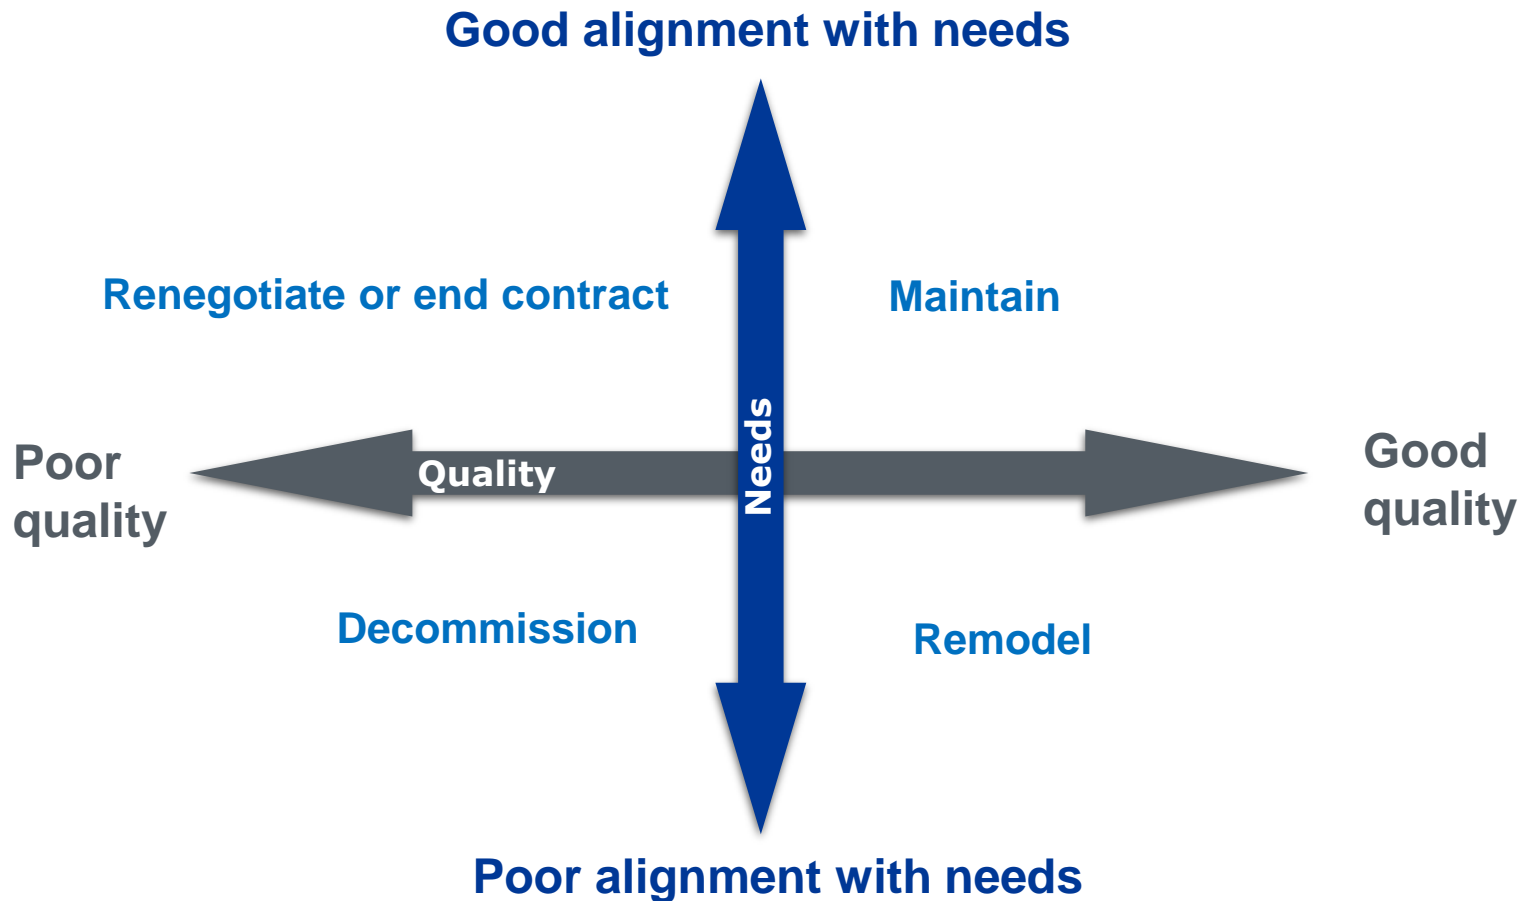 Good alignment with needs
Renegotiate or end contract
Maintain
Poor
quality
Quality
Needs
Good
quality
Decommission
Remodel
Poor alignment with needs